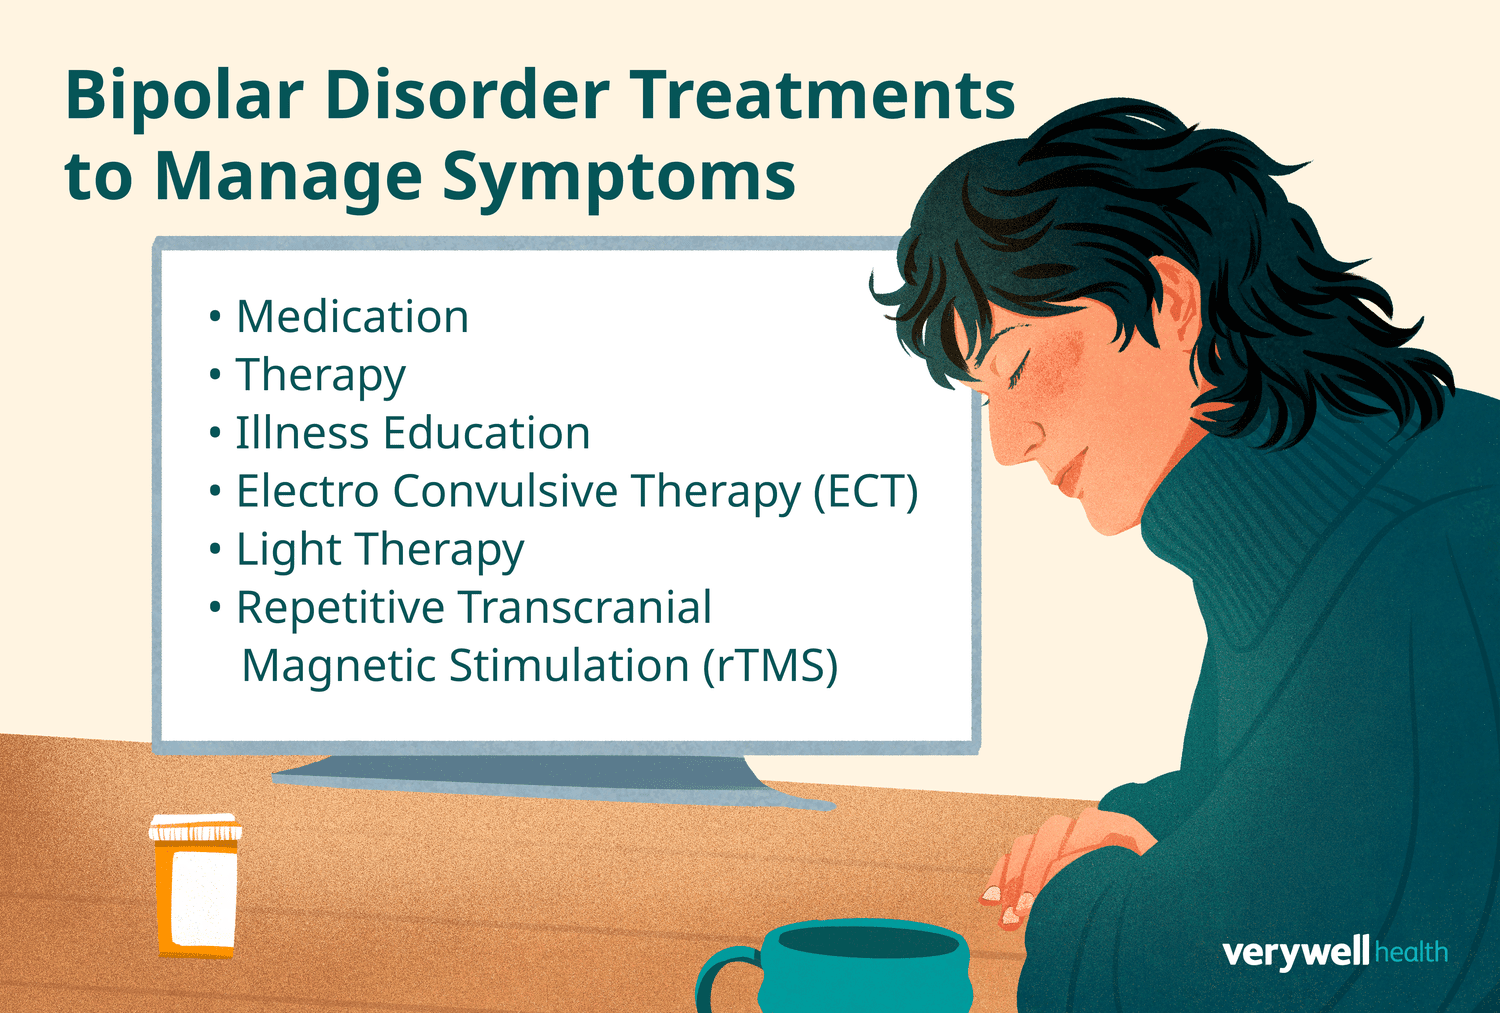 Bipolar Disorder Treatments
to Manage Symptoms
• Medication
• Therapy
• Illness Education
• Electro Convulsive Therapy (ECT)
• Light Therapy
• Repetitive Transcranial
Magnetic Stimulation (rTMS)
verywell health